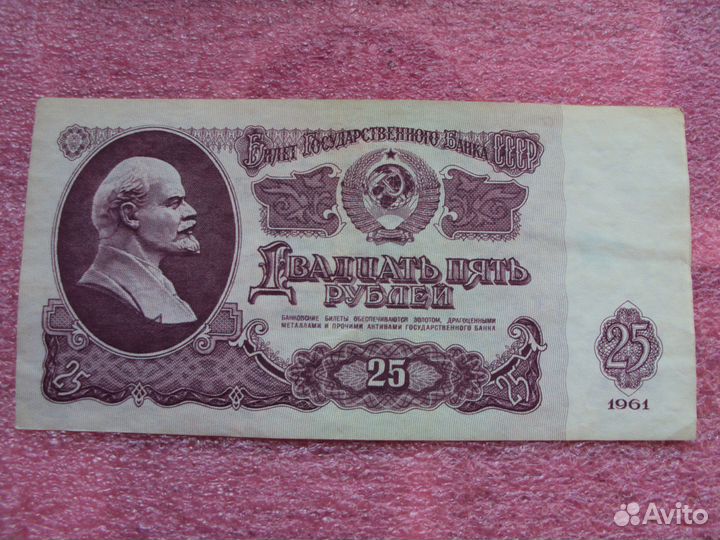 Билет Государственного Банка СССР
Двадцать пять
рублей
БАНКОВСКИЕ БИЛЕТЫ ОБЕСПЕЧИВАЮТСЯ ЗОЛОТОМ, ДРАГОЦЕННЫМИ
МЕТАЛЛАМИ И ПРОЧИМИ АКТИВАМИ ГОСУДАРСТВЕННОГО БАНКА
25
25
25
25
1961
Avito